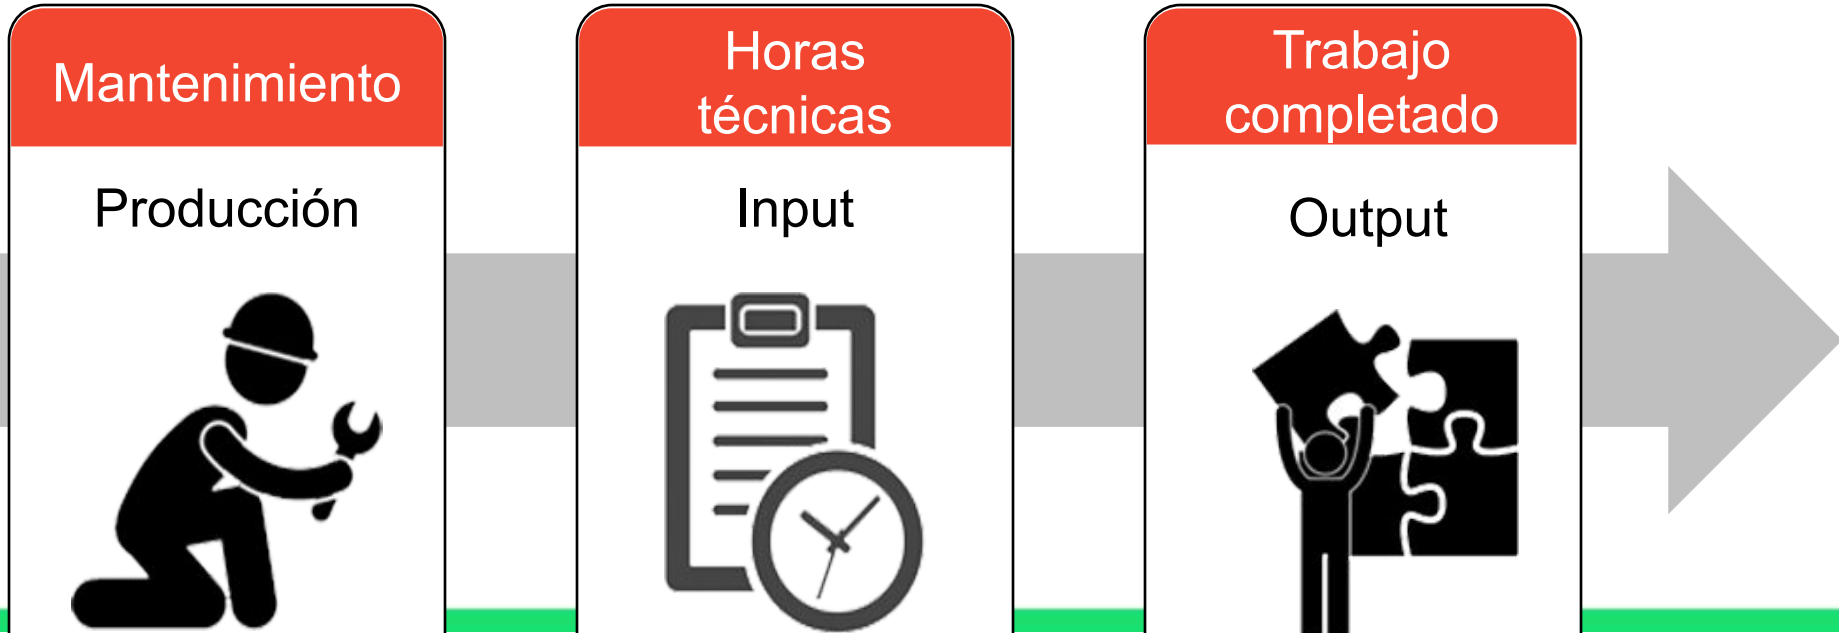 Mantenimiento
Producción
Horas
técnicas
Input
Trabajo
completado
Output